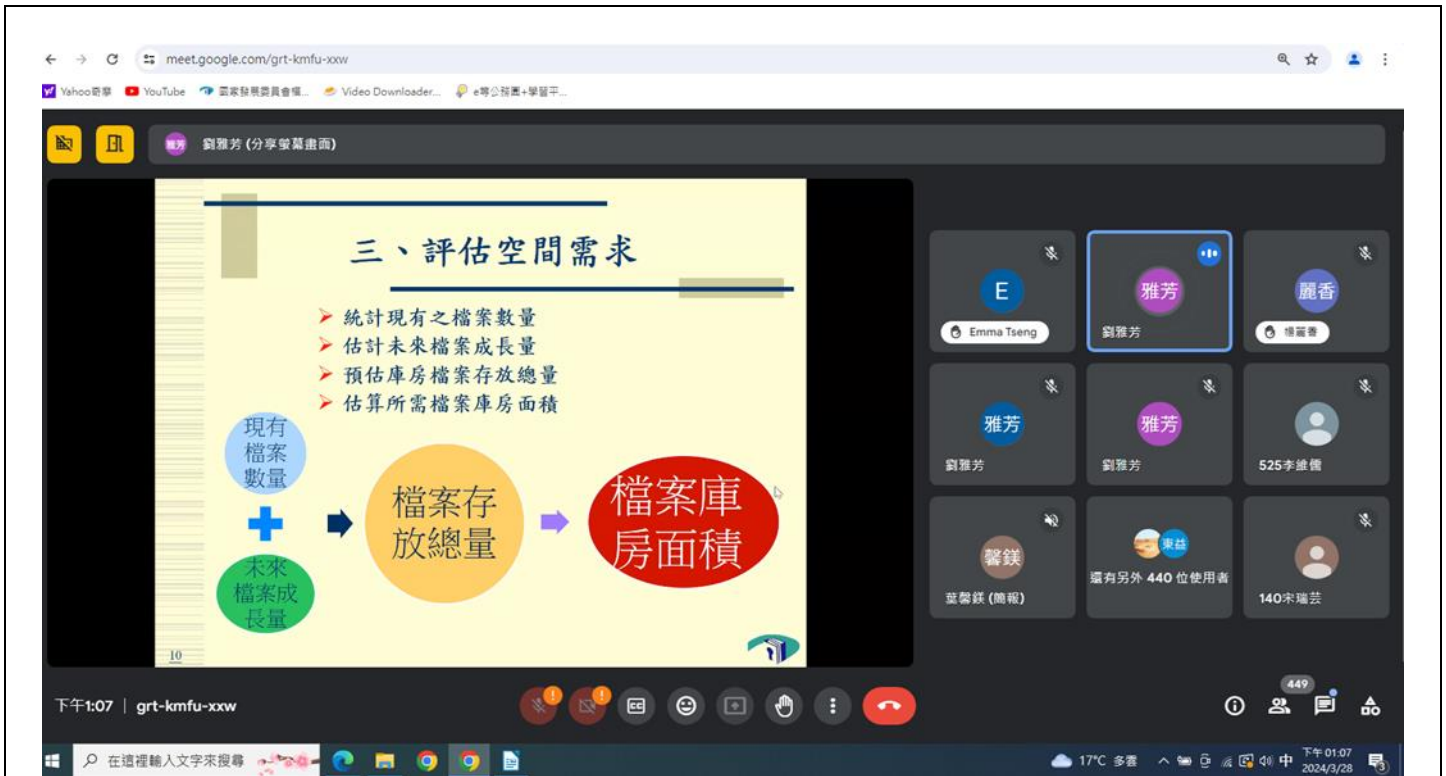 meet.google.com/grt-kmfu-xxw
Yahoo奇摩
YouTube
國家發展委員會檔...
Video Downloader...
e等公務園+學習平...
雅芳
劉雅芳 (分享螢幕畫面)
三、評估空間需求
統計現有之檔案數量
估計未來檔案成長量
預估庫房檔案存放總量
估算所需檔案庫房面積
現有
檔案
數量
未來
檔案成
長量
檔案存
放總量
檔案庫
房面積
10
E
Emma Tseng
雅芳
劉雅芳
麗香
楊麗香
雅芳
劉雅芳
雅芳
劉雅芳
525李維儒
馨鎂
葉馨鎂 (簡報)
東益
還有另外 440 位使用者
140宋瑞芸
下午1:07 | grt-kmfu-xxw
449
在這裡輸入文字來搜尋
17°C 多雲
中
下午 01:07
2024/3/28
3